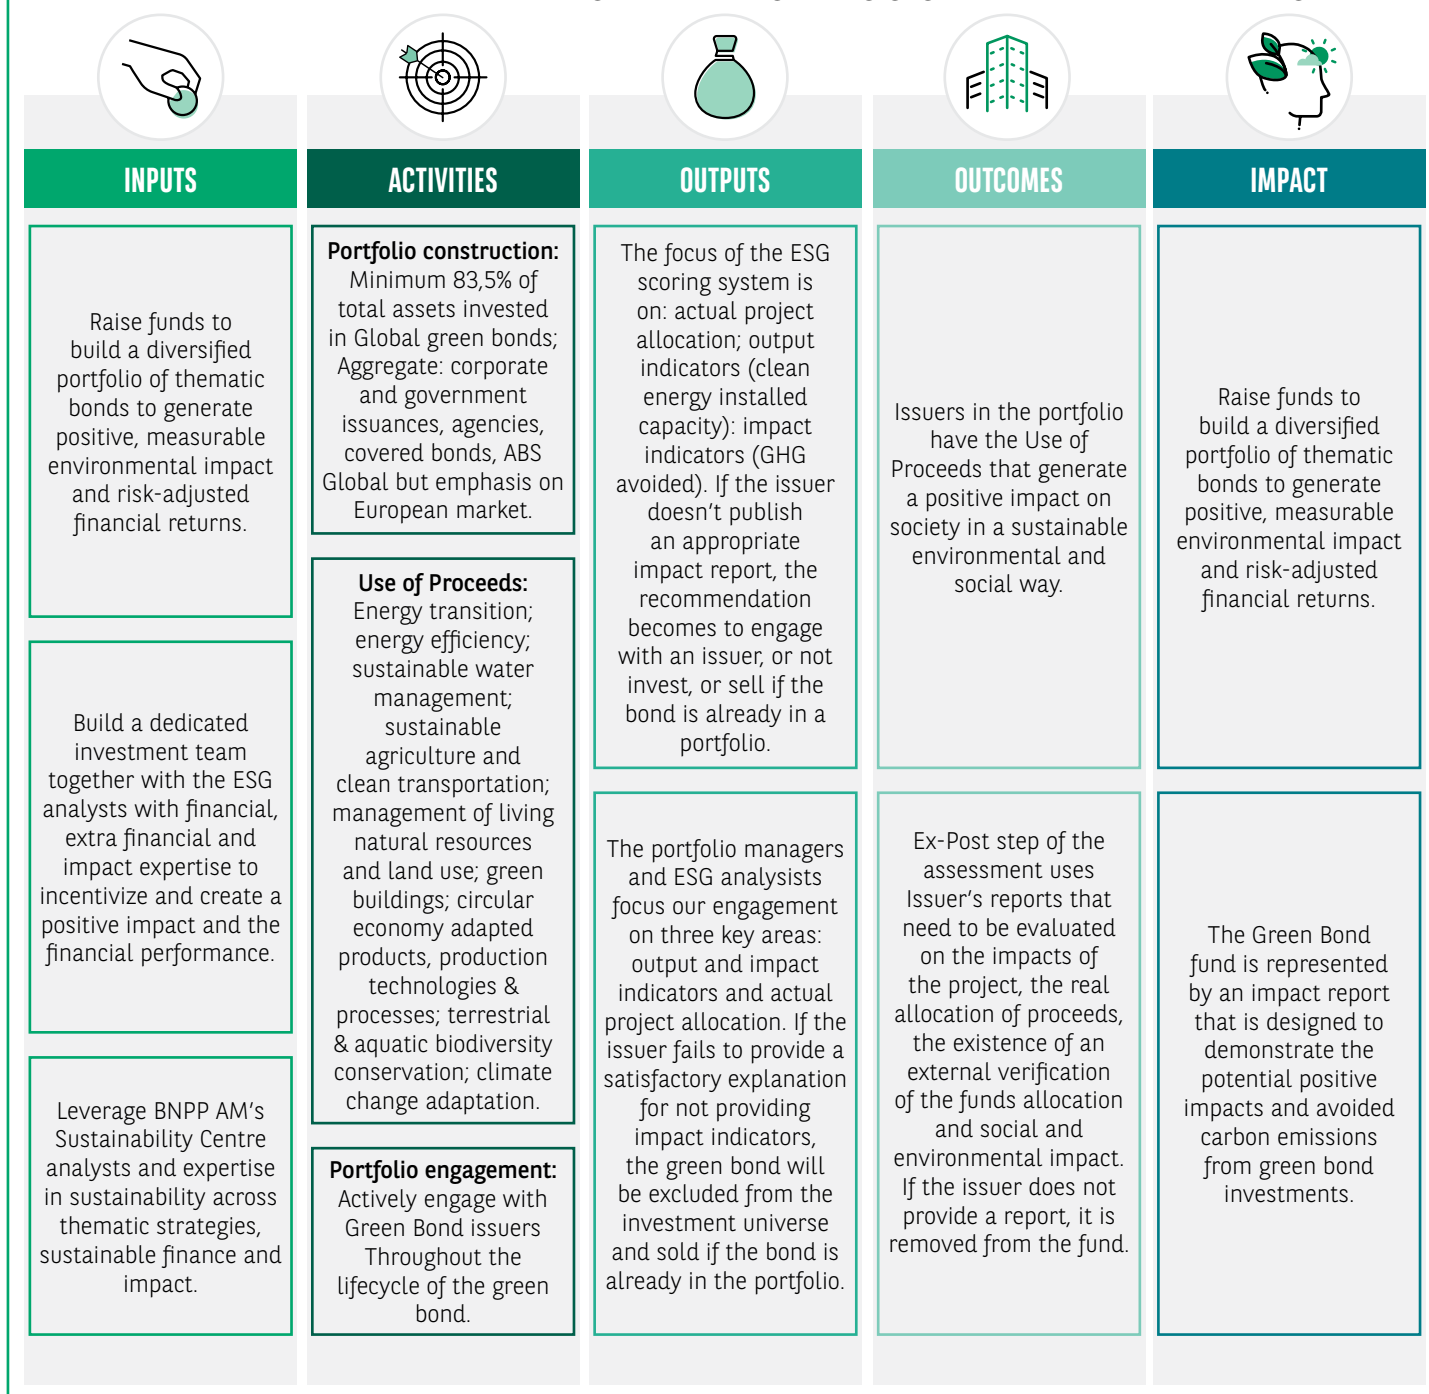 INPUTS
Raise funds to
build a diversified
portfolio of thematic
bonds to generate
positive, measurable
environmental impact
and risk-adjusted
financial returns.
Build a dedicated
investment team
together with the ESG
analysts with financial,
extra financial and
impact expertise to
incentivize and create a
positive impact and the
financial performance.
Leverage BNPP AM's
Sustainability Centre
analysts and expertise
in sustainability across
thematic strategies,
sustainable finance and
impact.
ACTIVITIES
Portfolio construction:
Minimum 83,5% of
total assets invested
in Global green bonds;
Aggregate: corporate
and government
issuances, agencies,
covered bonds, ABS
Global but emphasis on
European market.
Use of Proceeds:
Energy transition;
energy efficiency;
sustainable water
management;
sustainable
agriculture and
clean transportation;
management of living
natural resources
and land use; green
buildings; circular
economy adapted
products, production
technologies &
processes; terrestrial
& aquatic biodiversity
conservation; climate
change adaptation.
Portfolio engagement:
Actively engage with
Green Bond issuers
Throughout the
lifecycle of the green
bond.
OUTPUTS
The focus of the ESG
scoring system is
on: actual project
allocation; output
indicators (clean
energy installed
capacity): impact
indicators (GHG
avoided). If the issuer
doesn't publish
an appropriate
impact report, the
recommendation
becomes to engage
with an issuer, or not
invest, or sell if the
bond is already in a
portfolio.
The portfolio managers
and ESG analysists
focus our engagement
on three key areas:
output and impact
indicators and actual
project allocation. If the
issuer fails to provide a
satisfactory explanation
for not providing
impact indicators,
the green bond will
be excluded from the
investment universe
and sold if the bond is
already in the portfolio.
OUTCOMES
Issuers in the portfolio
have the Use of
Proceeds that generate
a positive impact on
society in a sustainable
environmental and
social way.
Ex-Post step of the
assessment uses
Issuer's reports that
need to be evaluated
on the impacts of
the project, the real
allocation of proceeds,
the existence of an
external verification
of the funds allocation
and social and
environmental impact.
If the issuer does not
provide a report, it is
removed from the fund.
IMPACT
Raise funds to
build a diversified
portfolio of thematic
bonds to generate
positive, measurable
environmental impact
and risk-adjusted
financial returns.
The Green Bond
fund is represented
by an impact report
that is designed to
demonstrate the
potential positive
impacts and avoided
carbon emissions
from green bond
investments.